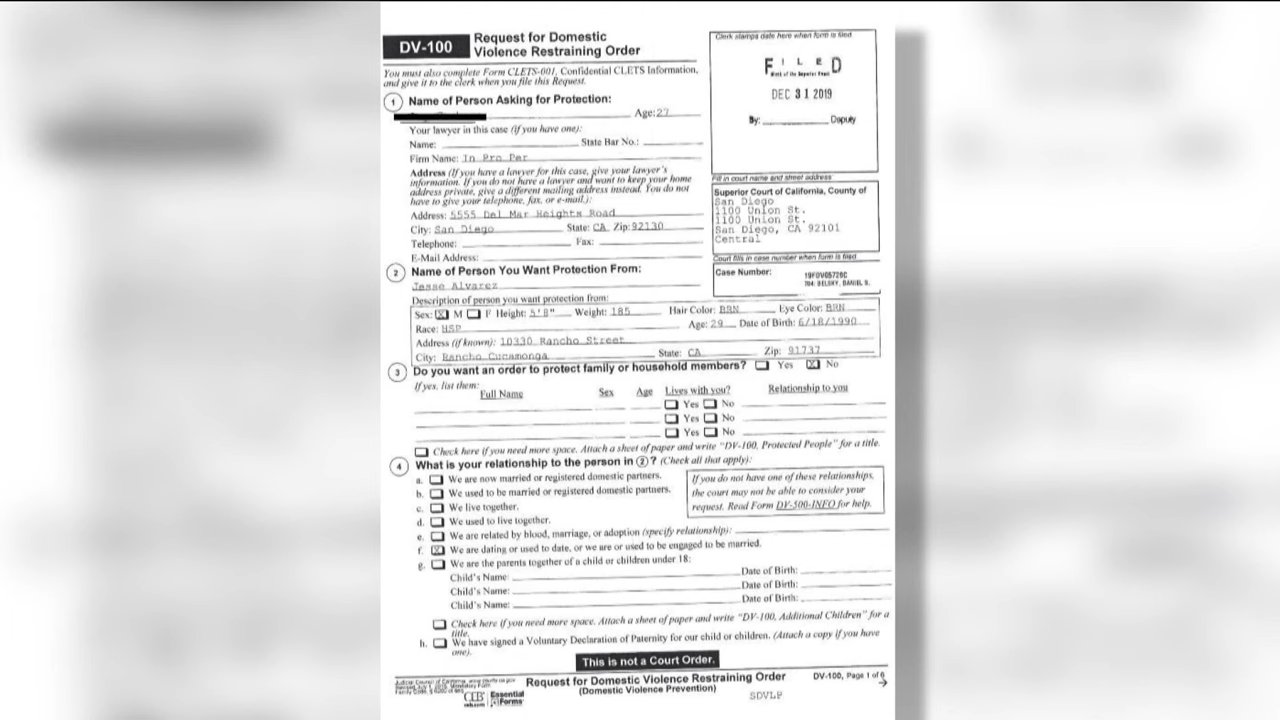 DV-100
Request for Domestic
Violence Restraining Order
Clerk stamps date here when form is filed.
FILED
Clerk of the Superior Court
DEC 31 2019
By: Deputy
You must also complete Form CLETS-001, Confidential CLETS Information,
and give it to the clerk when you file this Request.
1 Name of Person Asking for Protection:
Age: 27
Your lawyer in this case (if you have one):
Name: State Bar No.:
Firm Name: In Pro Per
Address (If you have a lawyer for this case, give your lawyer's
information. If you do not have a lawyer and want to keep your home
address private, give a different mailing address instead. You do not
have to give your telephone, fax, or e-mail.):
Address: 5555 Del Mar Heights Road
City: San Diego State: CA Zip: 92130
Telephone: Fax:
E-Mail Address:
Fill in court name and street address:
Superior Court of California, County of
San Diego
1100 Union St.
1100 Union St.
San Diego, CA 92101
Central
Court fills in case number when form is filed.
Case Number:
2 Name of Person You Want Protection From:
Jesse Alvarez
Description of person you want protection from:
Sex: M F Height: 5'8" Weight: 185 Hair Color: BRN Eye Color: BRN
Race: HSP Age: 29 Date of Birth: 6/18/1990
Address (if known): 10330 Rancho Street
City: Rancho Cucamonga State: CA Zip: 91737
3 Do you want an order to protect family or household members? Yes No
If yes, list them:
Full Name Sex Age Lives with you? Relationship to you
Yes No
Yes No
Yes No
Check here if you need more space. Attach a sheet of paper and write "DV-100, Protected People" for a title.
4 What is your relationship to the person in 2? (Check all that apply):
a. We are now married or registered domestic partners.
b. We used to be married or registered domestic partners.
c. We live together.
d. We used to live together.
If you do not have one of these relationships,
the court may not be able to consider your
request. Read Form DV-500-INFO for help.
e. We are related by blood, marriage, or adoption (specify relationship):
f. We are dating or used to date, or we are or used to be engaged to be married.
g. We are the parents together of a child or children under 18:
Child's Name: Date of Birth:
Child's Name: Date of Birth:
Child's Name: Date of Birth:
Check here if you need more space. Attach a sheet of paper and write "DV-100, Additional Children" for a
title.
h. We have signed a Voluntary Declaration of Paternity for our child or children. (Attach a copy if you have
one).
This is not a Court Order.
Request for Domestic Violence Restraining Order
(Domestic Violence Prevention)
DV-100, Page 1 of 6
CEB Essential
ceb.com Forms
SDVLP